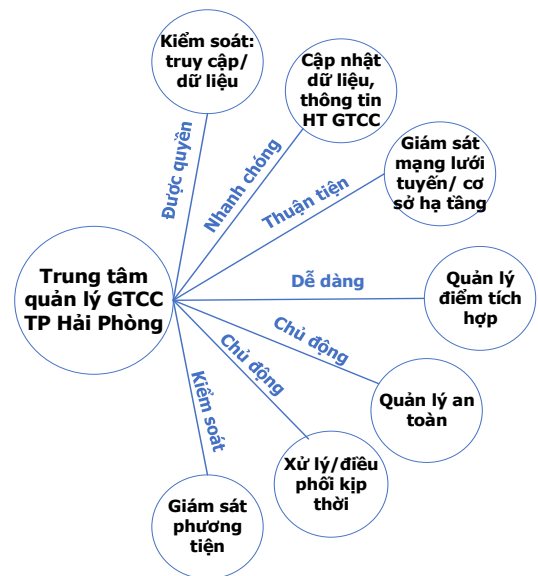 Kiểm soát:
truy cập/
dữ liệu
Cập nhật
dữ liệu,
thông tin
HT GTCC
Giám sát
mạng lưới
tuyến/ cơ
sở hạ tầng
Được quyền
Nhanh chóng
Thuận tiện
Trung tâm
quản lý GTCC
TP Hải Phòng
Dễ dàng
Quản lý
điểm tích
hợp
Chủ động
Chủ động
Kiểm soát
Quản lý an
toàn
Xử lý/điều
phối kịp
thời
Giám sát
phương
tiện